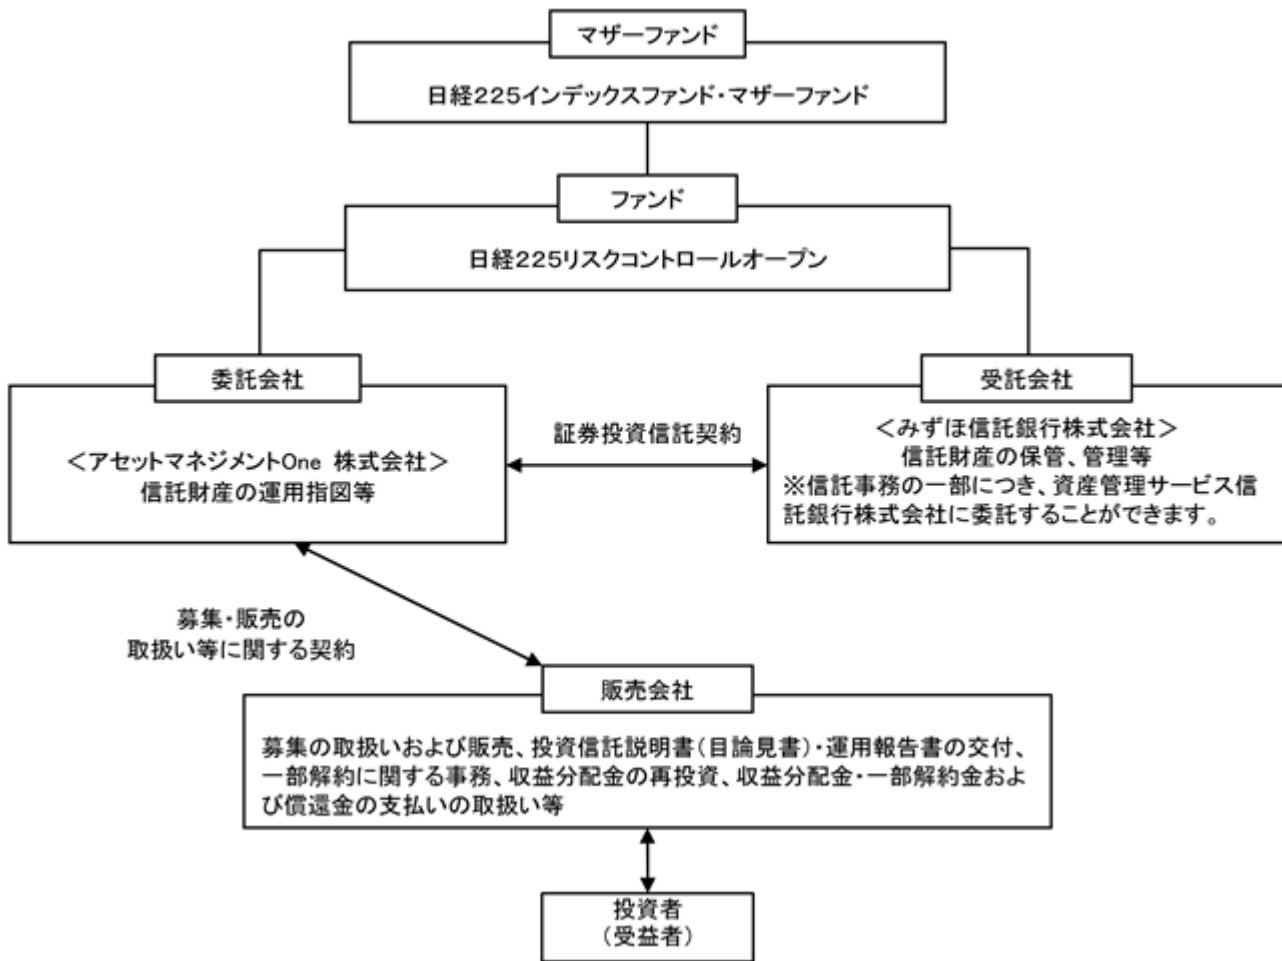 マザーファンド
日経225インデックスファンド・マザーファンド
ファンド
日経225リスクコントロールオープン
委託会社
<アセットマネジメントOne 株式会社>
信託財産の運用指図等
証券投資信託契約
受託会社
<みずほ信託銀行株式会社>
信託財産の保管、管理等
※信託事務の一部につき、資産管理サービス信
託銀行株式会社に委託することができます。
募集・販売の
取扱い等に関する契約
販売会社
募集の取扱いおよび販売、投資信託説明書(目論見書)・運用報告書の交付、
一部解約に関する事務、収益分配金の再投資、収益分配金・一部解約金およ
び償還金の支払いの取扱い等
投資者
(受益者)